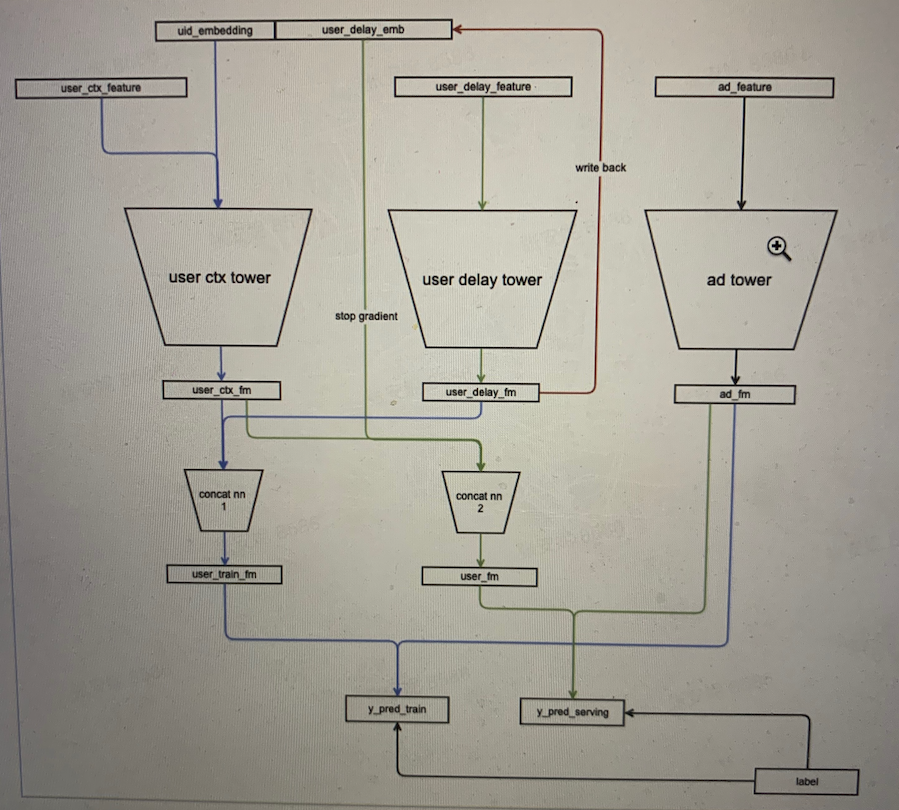 uid_embedding
user_delay_emb
user_ctx_feature
user_delay_feature
ad_feature
write back
user ctx tower
user delay tower
ad tower
stop gradient
user_ctx_fm
user_delay_fm
ad_fm
concat nn
1
concat nn
2
user_train_fm
user_fm
y_pred_train
y_pred_serving
label